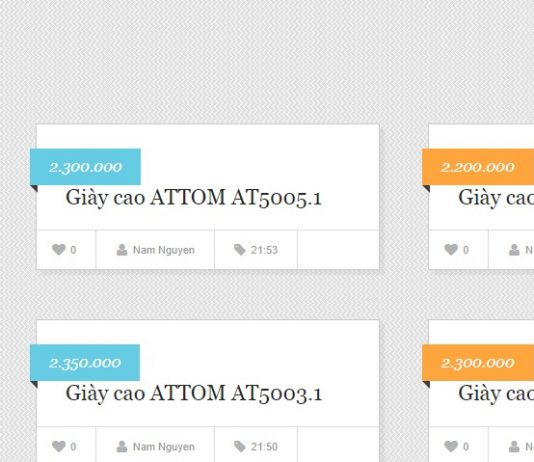 2.300.000
Giày cao ATTOM AT5005.1
0
Nam Nguyen
21:53
2.200.000
Giày cao
0
N
2.350.000
Giày cao ATTOM AT5003.1
0
Nam Nguyen
21:50
2.300.000
Giày cao
0
N